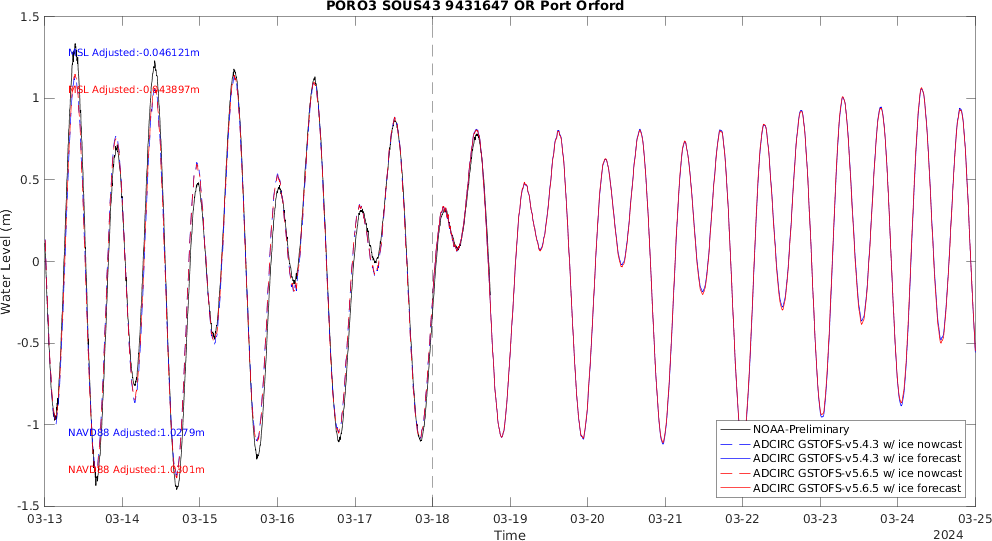 PORO3 SOUS43 9431647 OR Port Orford
1.5
1
0.5
0
-0.5
-1
-1.5
Water Level (m)
MSL Adjusted:-0.046121m
MSL Adjusted:-0.043897m
NAVD88 Adjusted:1.0279m
NAVD88 Adjusted:1.0301m
NOAA-Preliminary
ADCIRC GSTOFS-v5.4.3 w/ ice nowcast
ADCIRC GSTOFS-v5.4.3 w/ ice forecast
ADCIRC GSTOFS-v5.6.5 w/ ice nowcast
ADCIRC GSTOFS-v5.6.5 w/ ice forecast
03-13 03-14 03-15 03-16 03-17 03-18 03-19 03-20 03-21 03-22 03-23 03-24 03-25
Time
2024